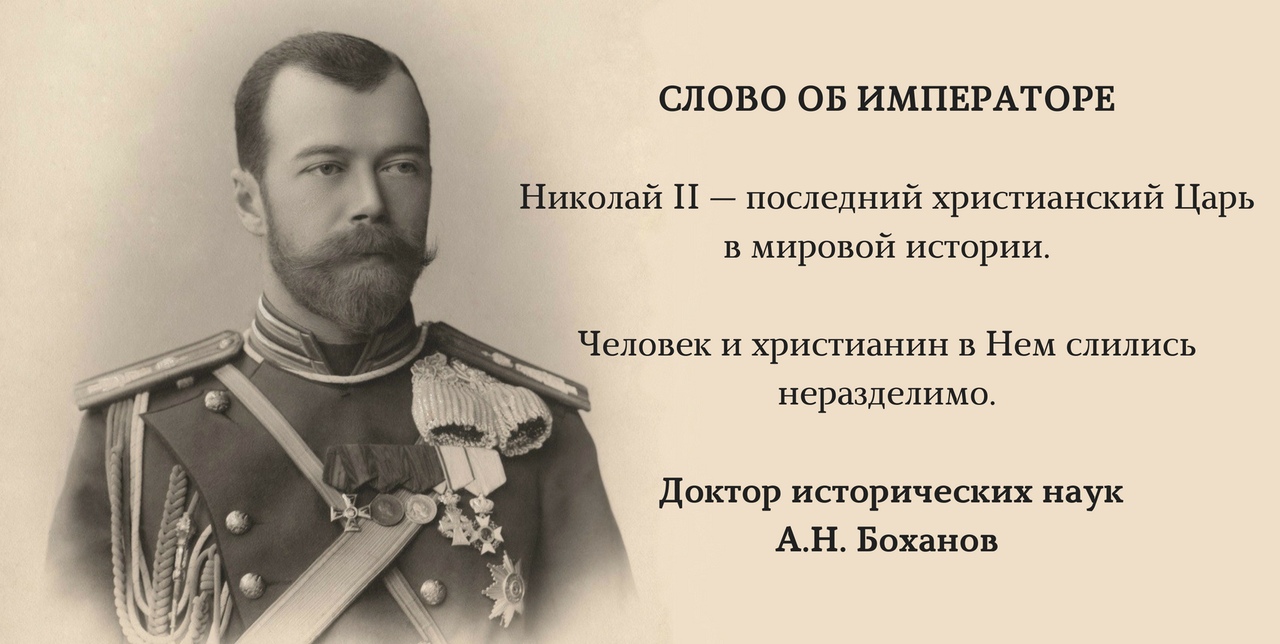 СЛОВО ОБ ИМПЕРАТОРЕ
Николай II — последний христианский Царь
в мировой истории.
Человек и христианин в Нем слились
неразделимо.
Доктор исторических наук
А.Н. Боханов